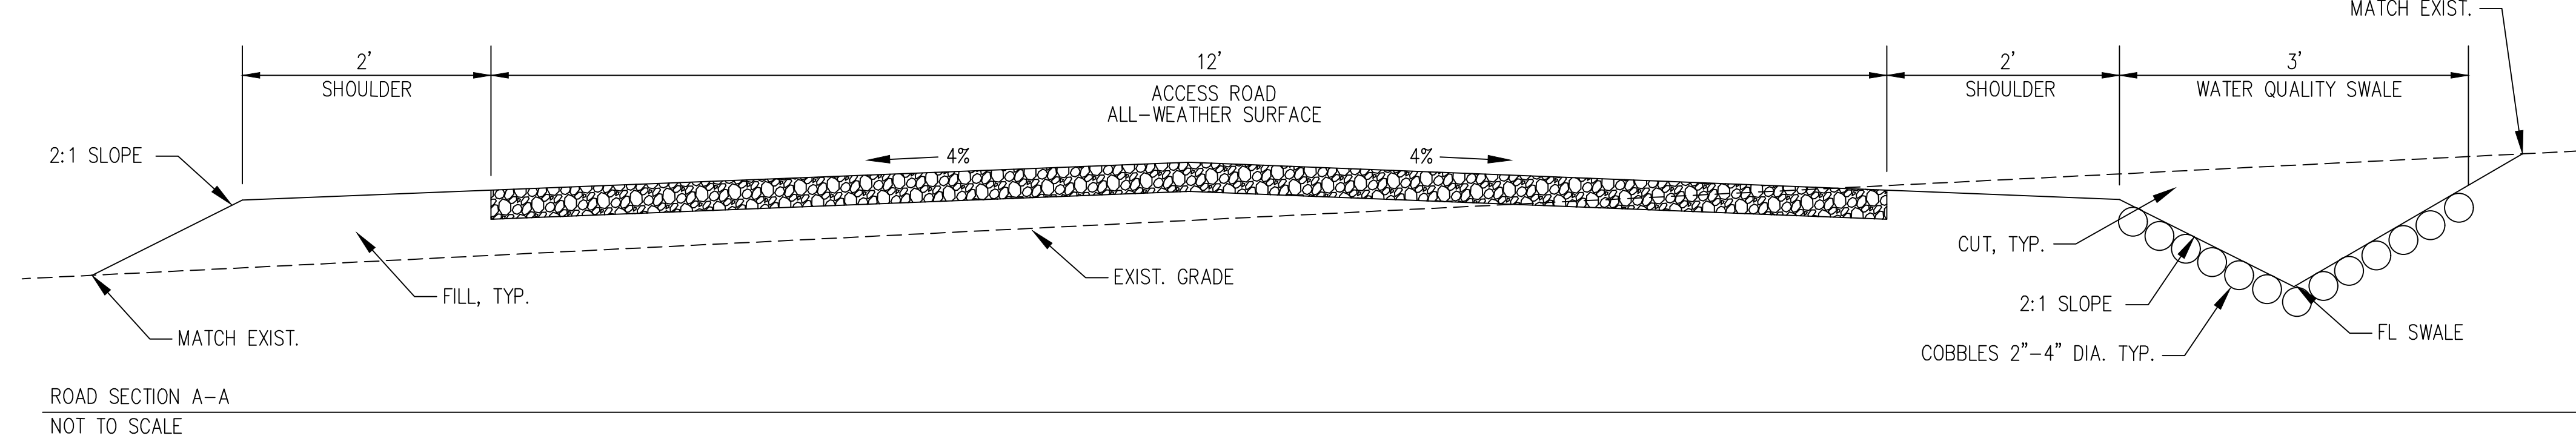 MATCH EXIST.
2'
SHOULDER
12'
ACCESS ROAD
ALL-WEATHER SURFACE
2'
SHOULDER
3'
WATER QUALITY SWALE
2:1 SLOPE
4%
4%
CUT, TYP.
EXIST. GRADE
FILL, TYP.
2:1 SLOPE
MATCH EXIST.
FL SWALE
COBBLES 2"-4" DIA. TYP.
ROAD SECTION A-A
NOT TO SCALE